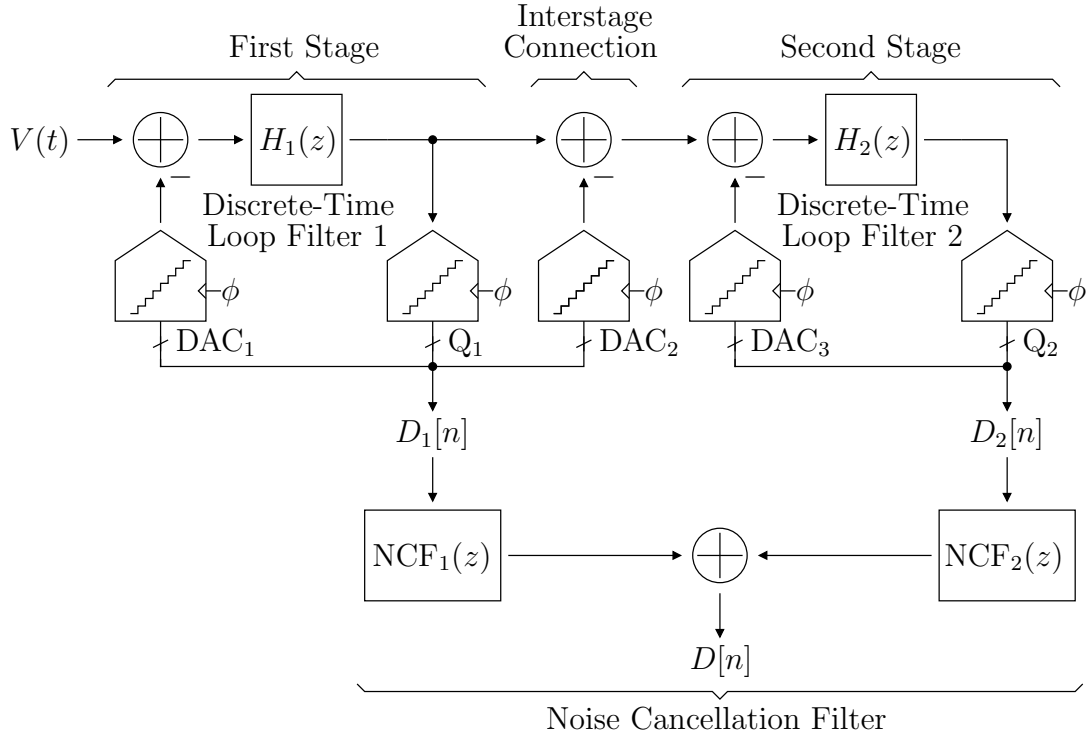 Interstage
First Stage
Connection
Second Stage
V(t)
H₁(z)
H₂(z)
−
−
−
Discrete-Time
Loop Filter 1
Discrete-Time
Loop Filter 2
ϕ
ϕ
ϕ
ϕ
ϕ
DAC₁
Q₁
DAC₂
DAC₃
Q₂
D₁[n]
D₂[n]
NCF₁(z)
NCF₂(z)
D[n]
Noise Cancellation Filter